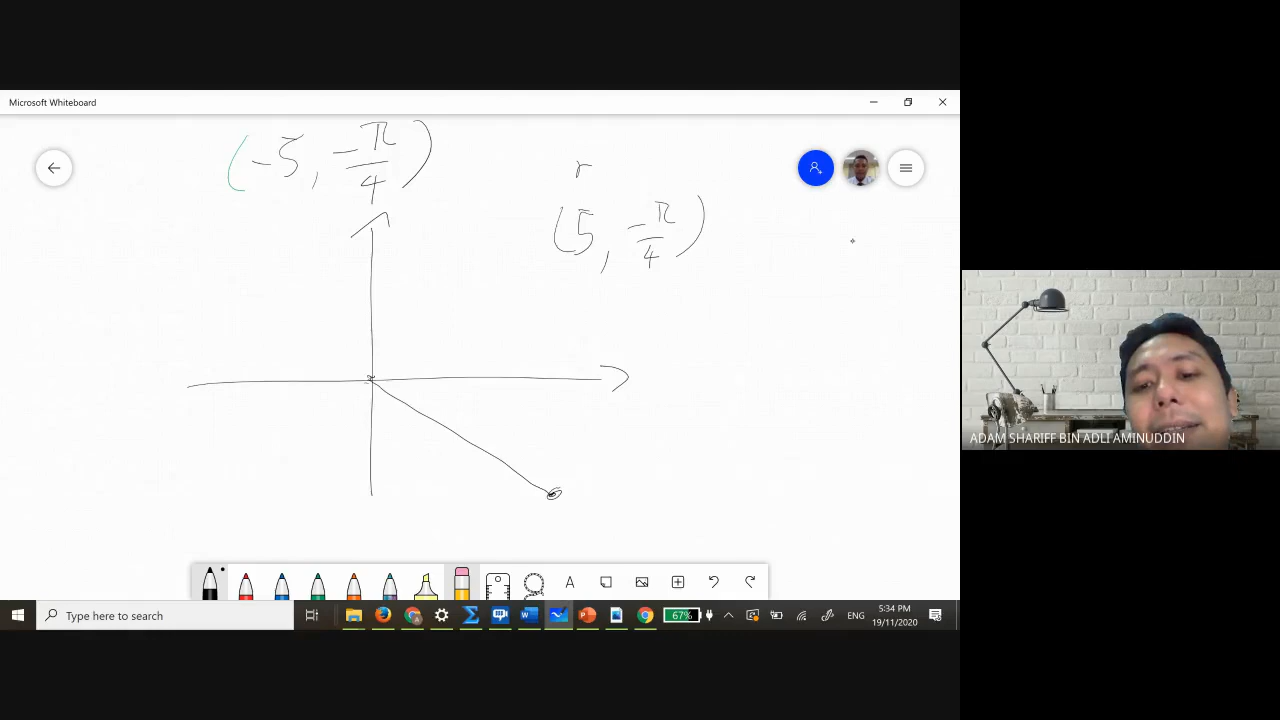 Microsoft Whiteboard
(-5, -π/4)
r
(5, -π/4)
ADAM SHARIFF BIN ADLI AMINUDDIN
A
Type here to search
67%
ENG
5:34 PM
19/11/2020